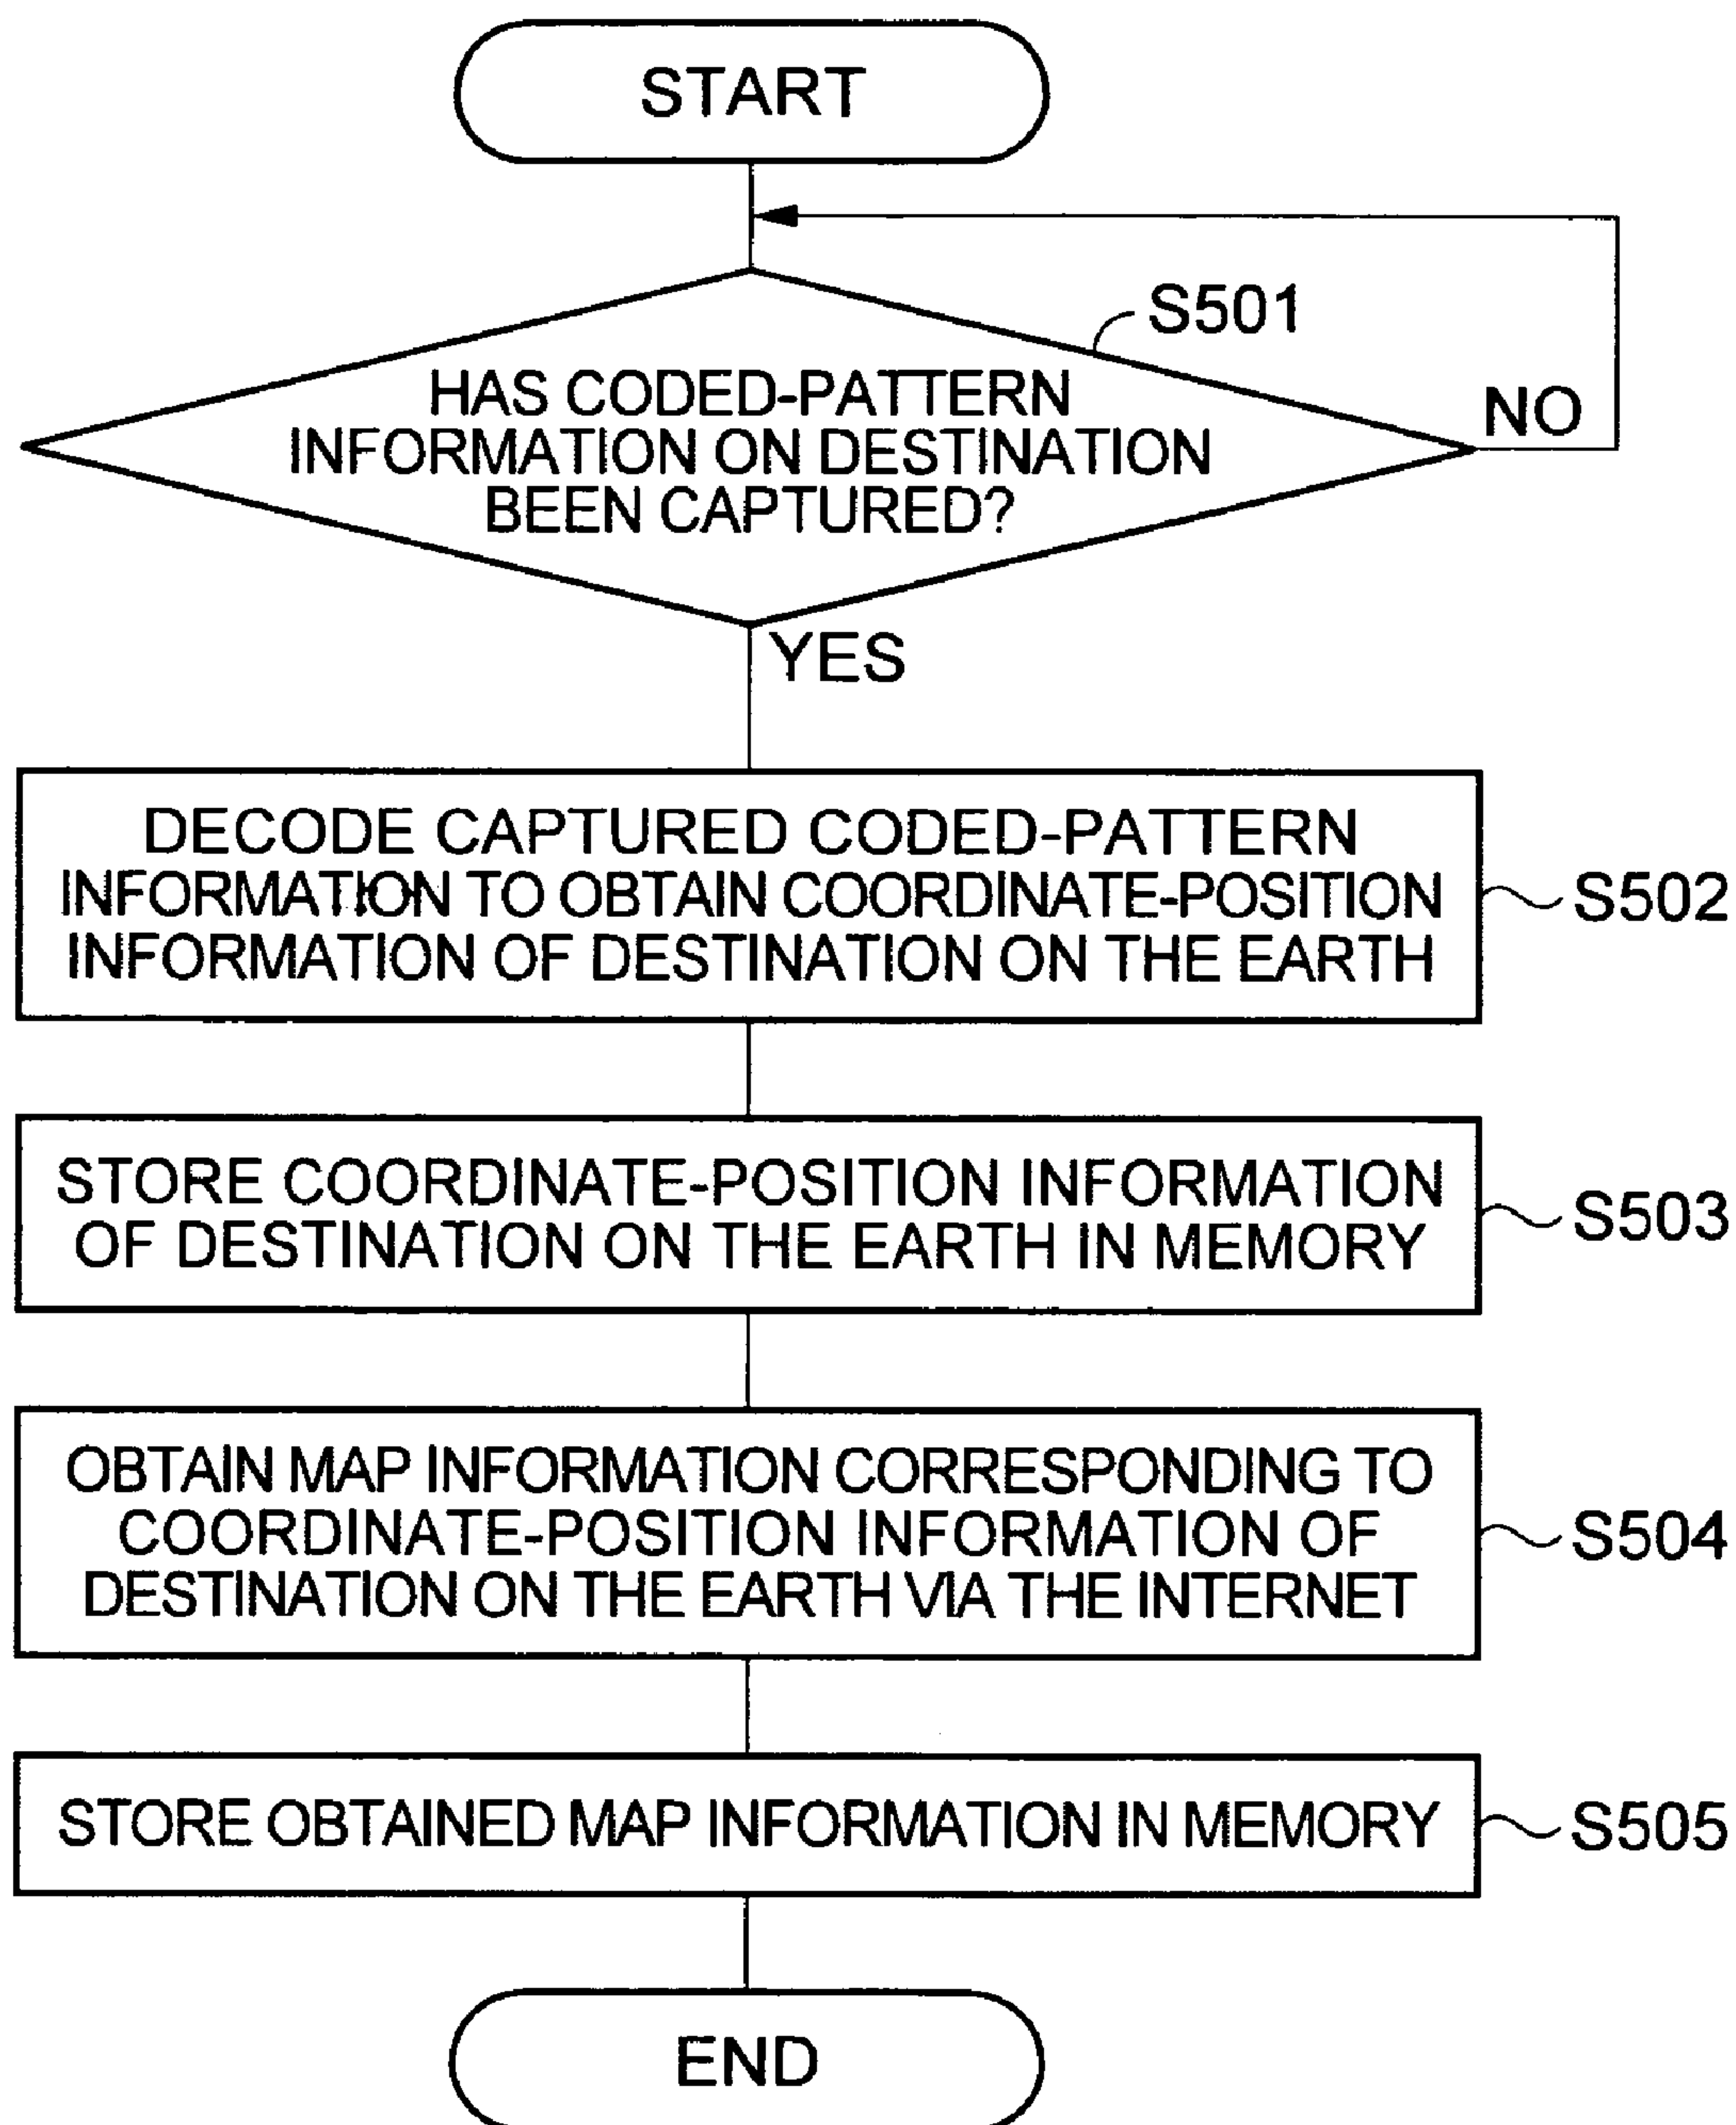 START
S501
HAS CODED-PATTERN
INFORMATION ON DESTINATION
BEEN CAPTURED?
NO
YES
DECODE CAPTURED CODED-PATTERN
INFORMATION TO OBTAIN COORDINATE-POSITION
INFORMATION OF DESTINATION ON THE EARTH
S502
STORE COORDINATE-POSITION INFORMATION
OF DESTINATION ON THE EARTH IN MEMORY
S503
OBTAIN MAP INFORMATION CORRESPONDING TO
COORDINATE-POSITION INFORMATION OF
DESTINATION ON THE EARTH VIA THE INTERNET
S504
STORE OBTAINED MAP INFORMATION IN MEMORY
S505
END